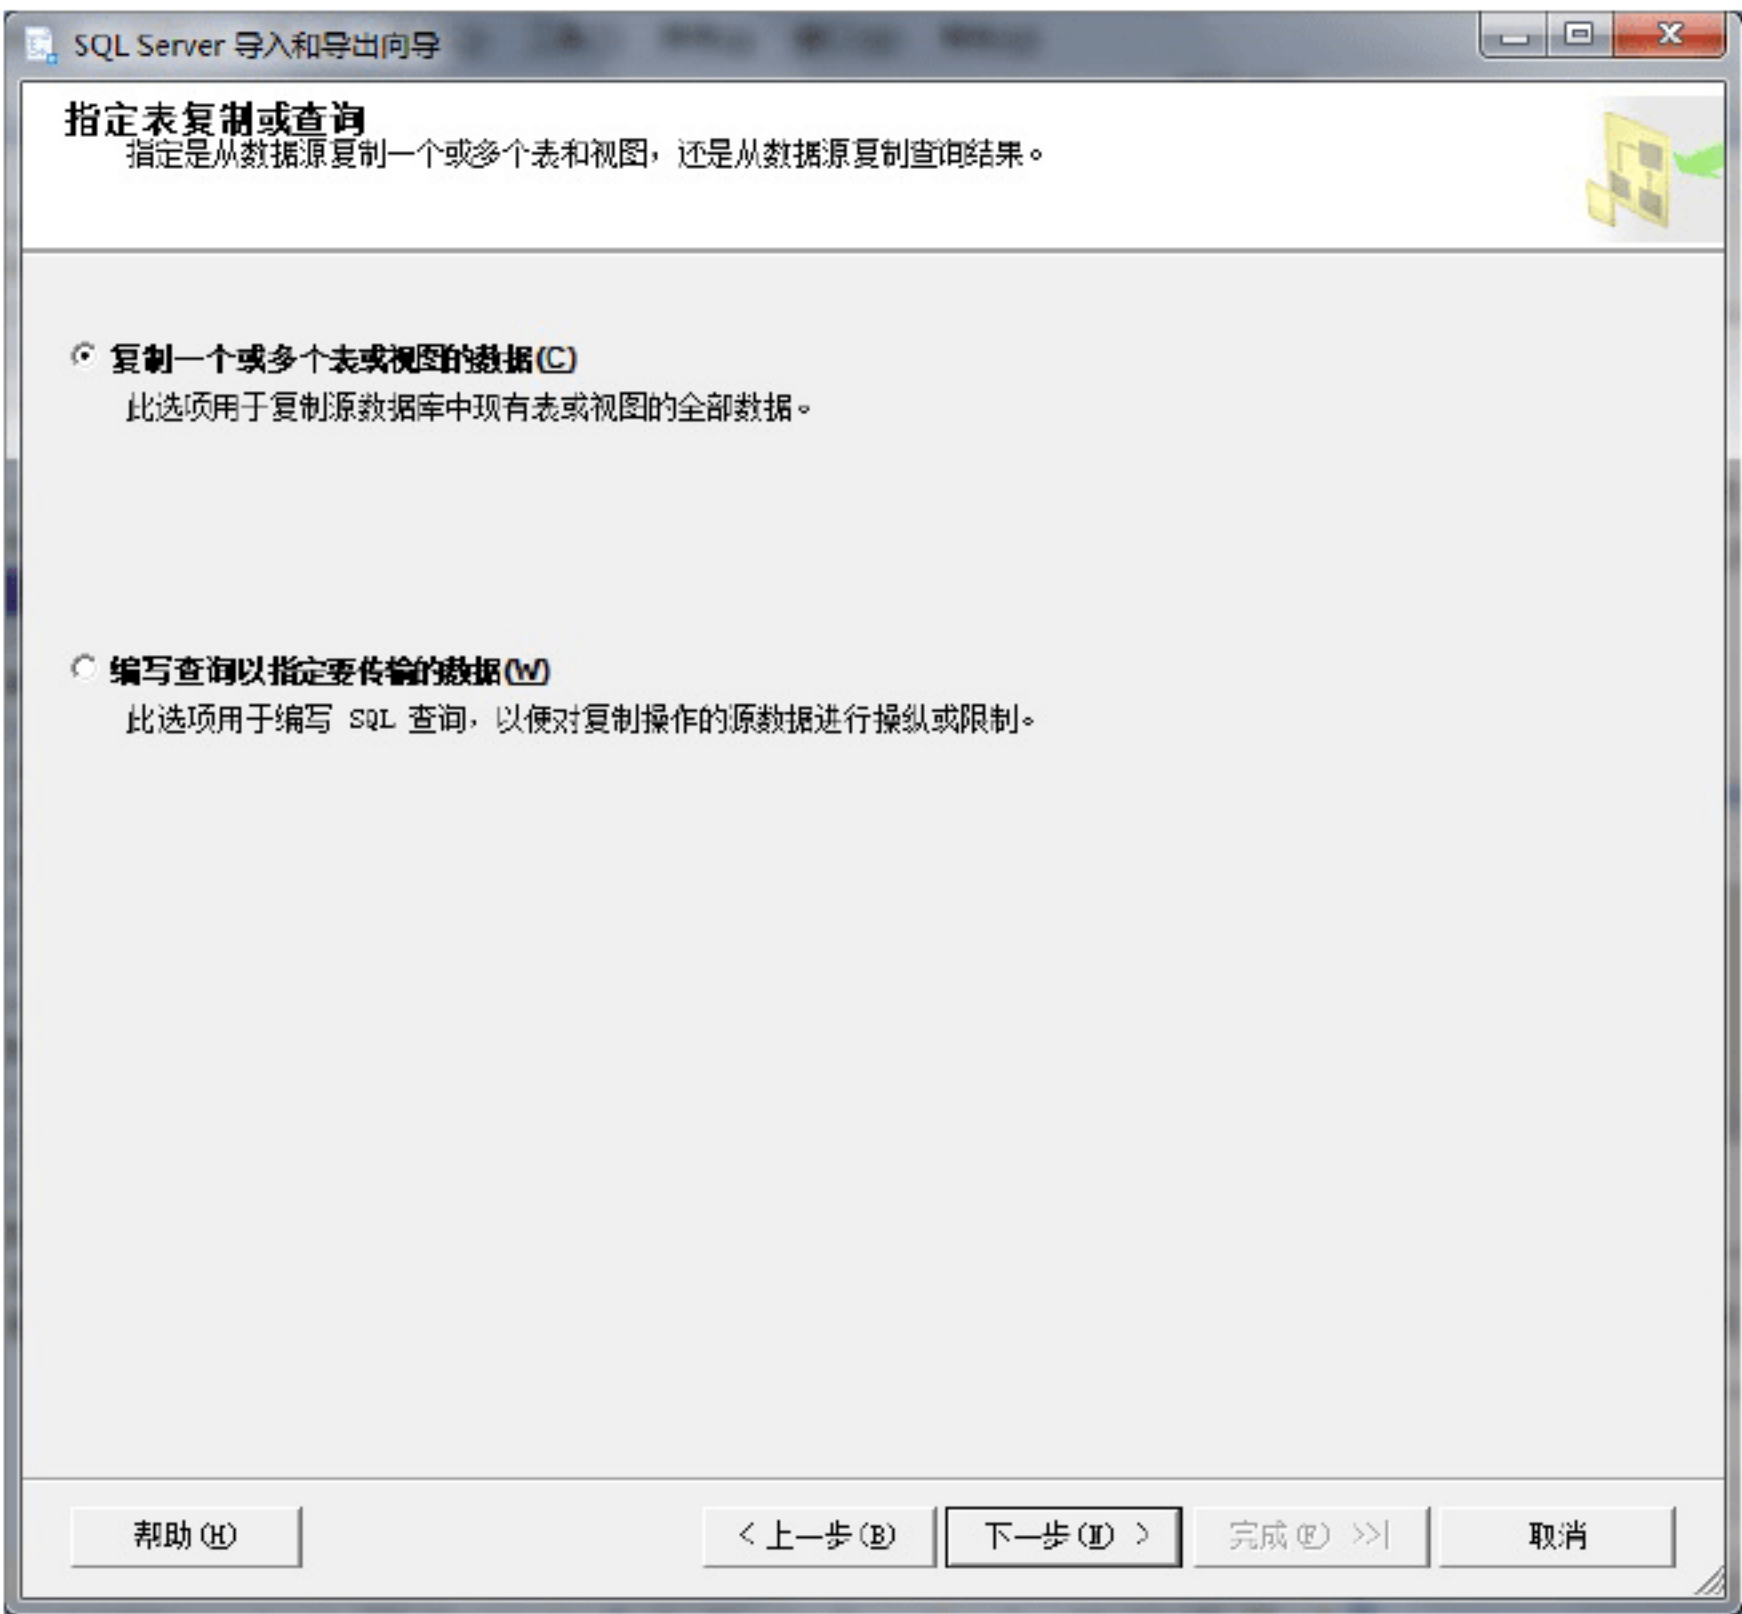 SQL Server 导入和导出向导
指定表复制或查询
指定是从数据源复制一个或多个表和视图，还是从数据源复制查询结果。
复制一个或多个表或视图的数据(C)
此选项用于复制源数据库中现有表或视图的全部数据。
编写查询以指定要传输的数据(W)
此选项用于编写 SQL 查询，以便对复制操作的源数据进行操纵或限制。
帮助(H)
< 上一步(B)
下一步(N) >
完成(F) >>|
取消